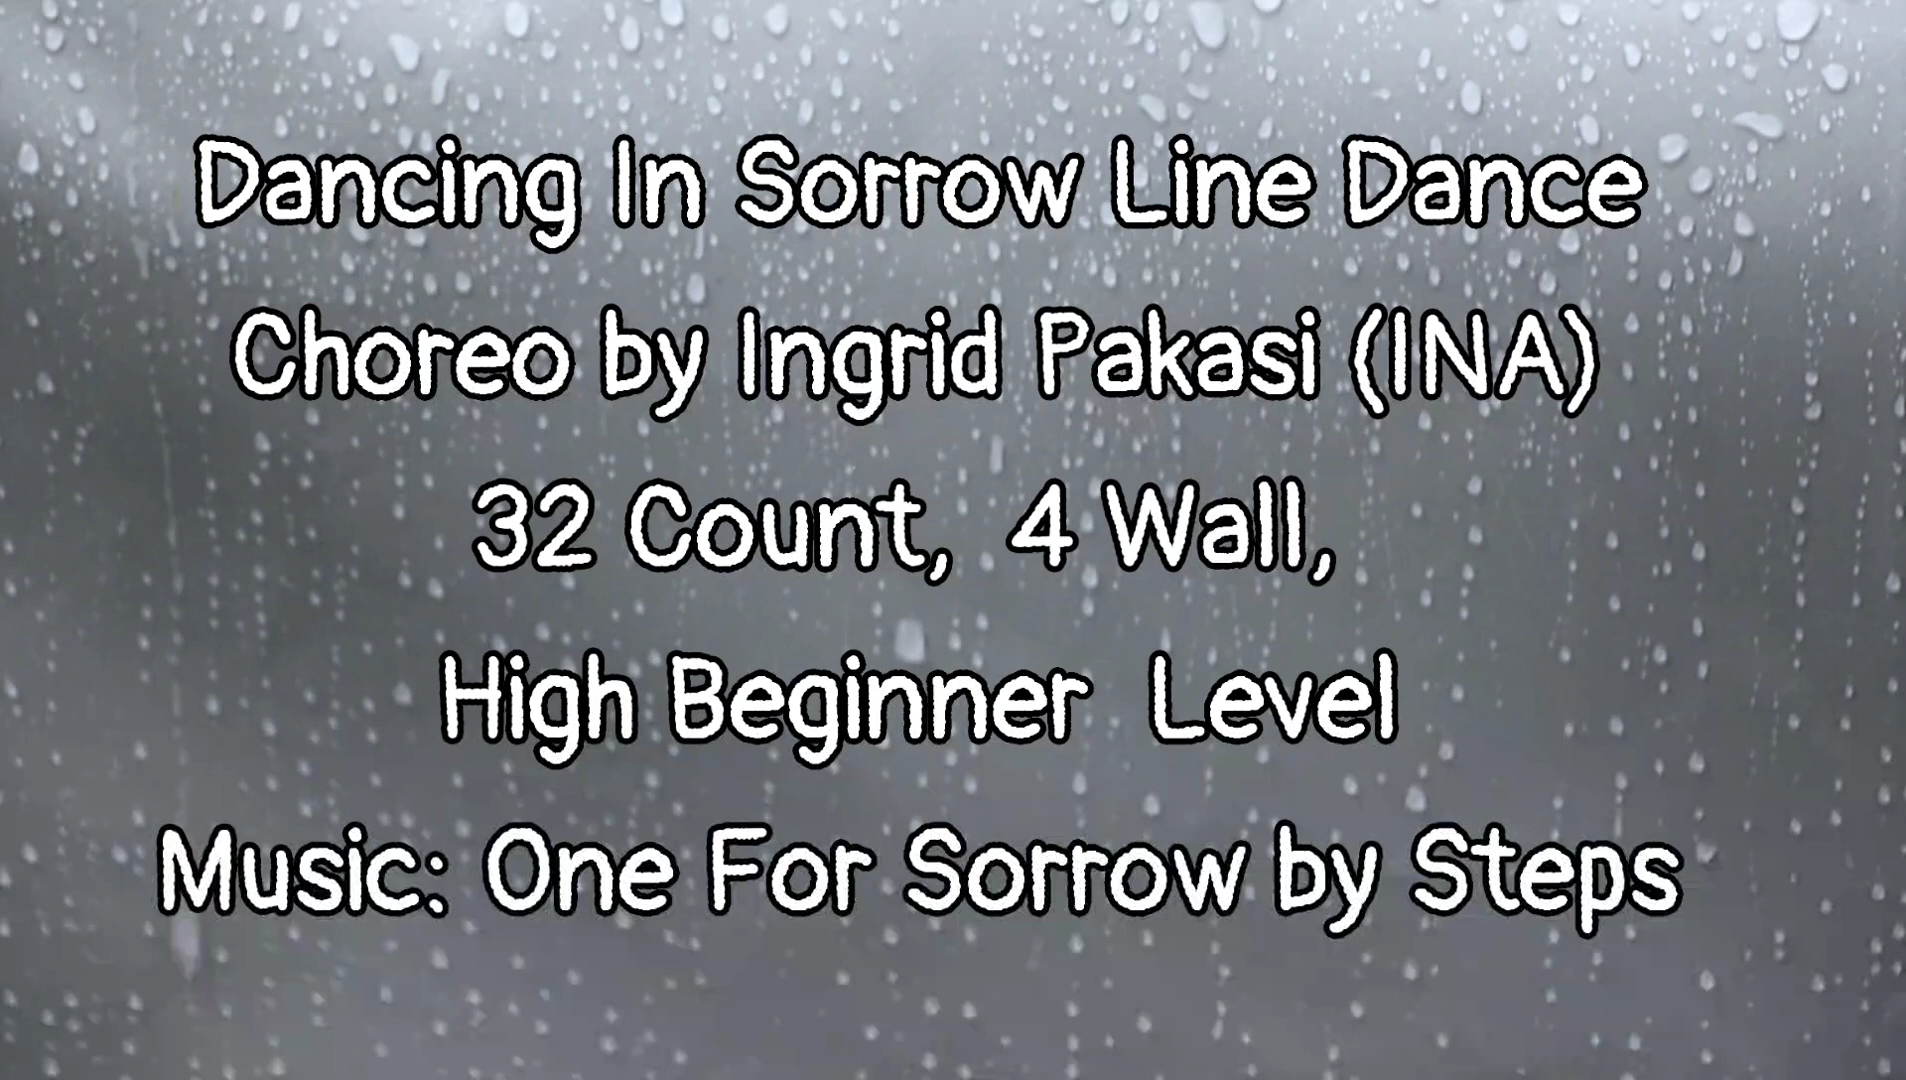 Dancing In Sorrow Line Dance
Choreo by Ingrid Pakasi (INA)
32 Count, 4 Wall,
High Beginner Level
Music: One For Sorrow by Steps